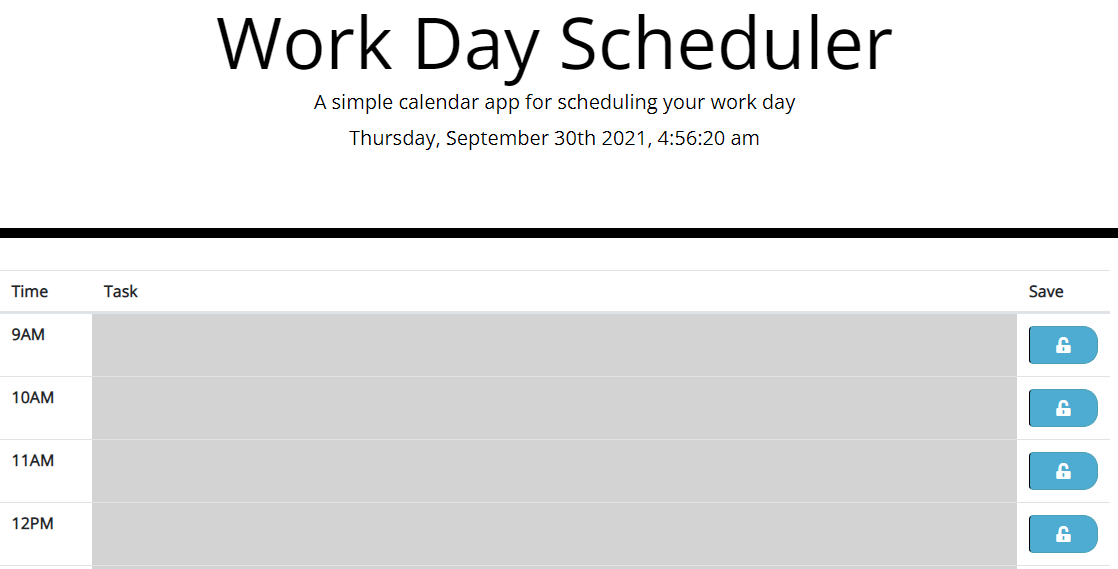 Work Day Scheduler
A simple calendar app for scheduling your work day
Thursday, September 30th 2021, 4:56:20 am
Time Task Save
9AM
10AM
11AM
12PM